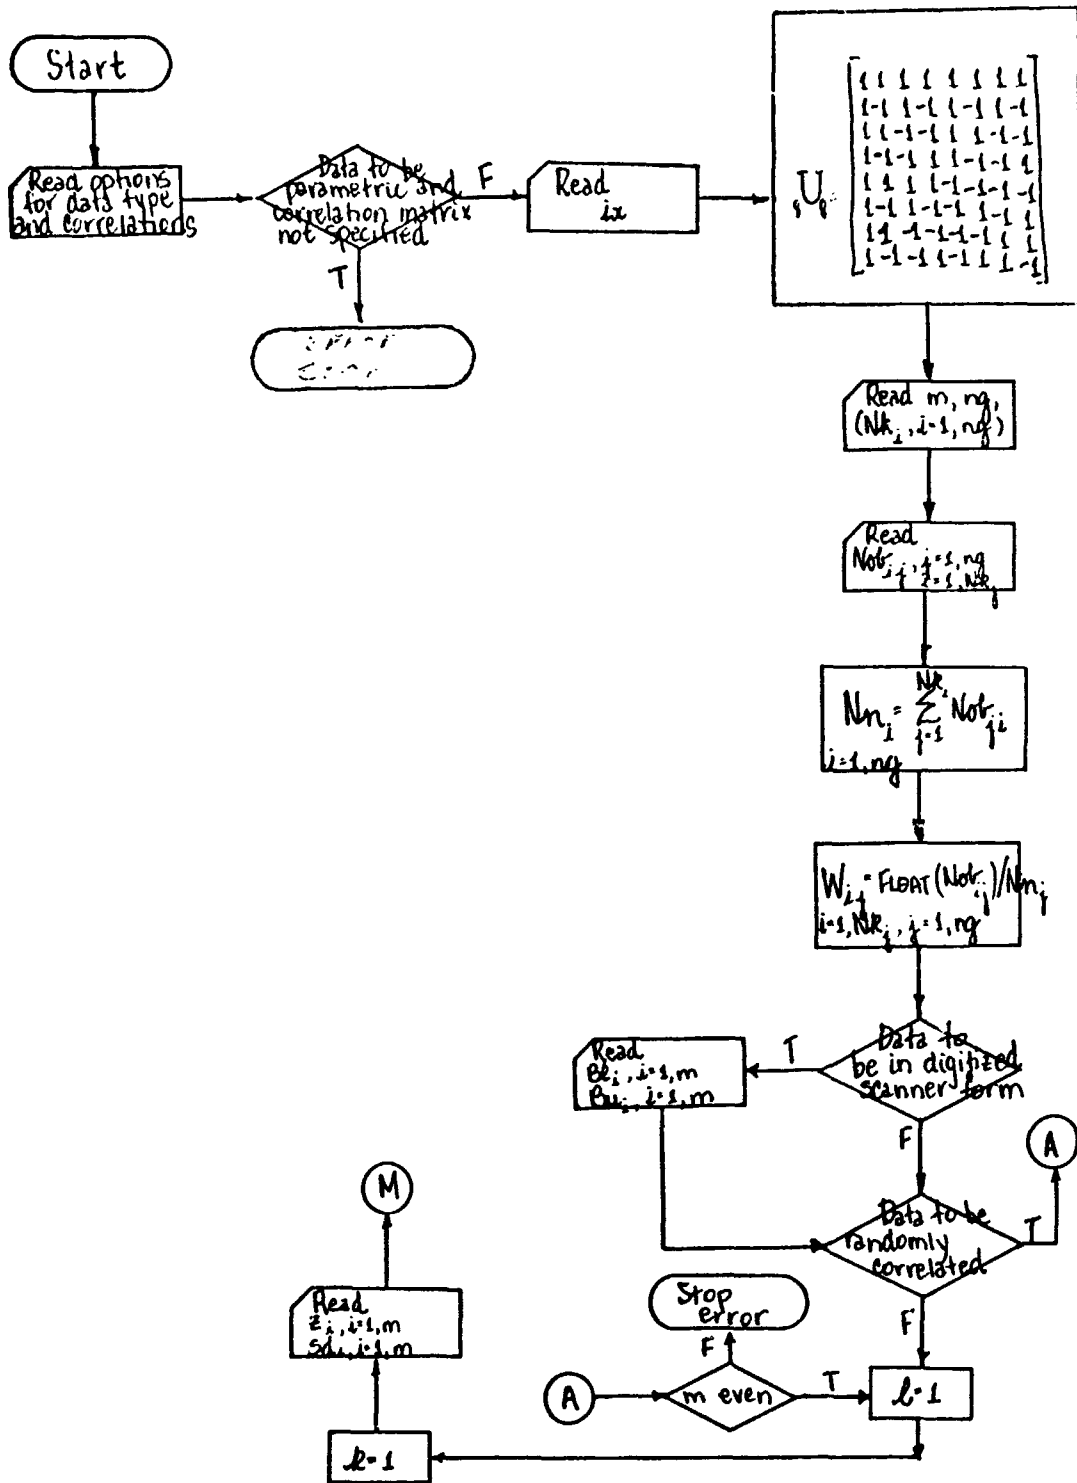 Start
Read options
for data type
and correlations
Data to be
parametric and
correlation matrix
not specified
F
T
Read
ix
₈U₈=
1 1 1 1 1 1 1 1
1 -1 1 -1 1 -1 1 -1
1 1 -1 -1 1 1 -1 -1
1 -1 -1 1 1 -1 -1 1
1 1 1 1 -1 -1 -1 -1
1 -1 1 -1 -1 1 -1 1
1 1 -1 -1 -1 -1 1 1
1 -1 -1 1 -1 1 1 -1
Read m, ng,
(Nk_i, i=1, ng)
Read
Nob_ij, j=1, ng
i=1, Nk_j
Nn_i = Σ_{j=1}^{Nk_i} Nob_ji
i=1, ng
W_ij = FLOAT(Nob_ij)/Nn_j
i=1, Nk_j, j=1, ng
Data to
be in digitized
scanner form
T
F
Read
Bl_i, i=1, m
Bu_i, i=1, m
Data to be
randomly
correlated
T
A
F
M
Read
z_i, i=1, m
sd_i, i=1, m
Stop
error
F
A
m even
T
l=1
k=1